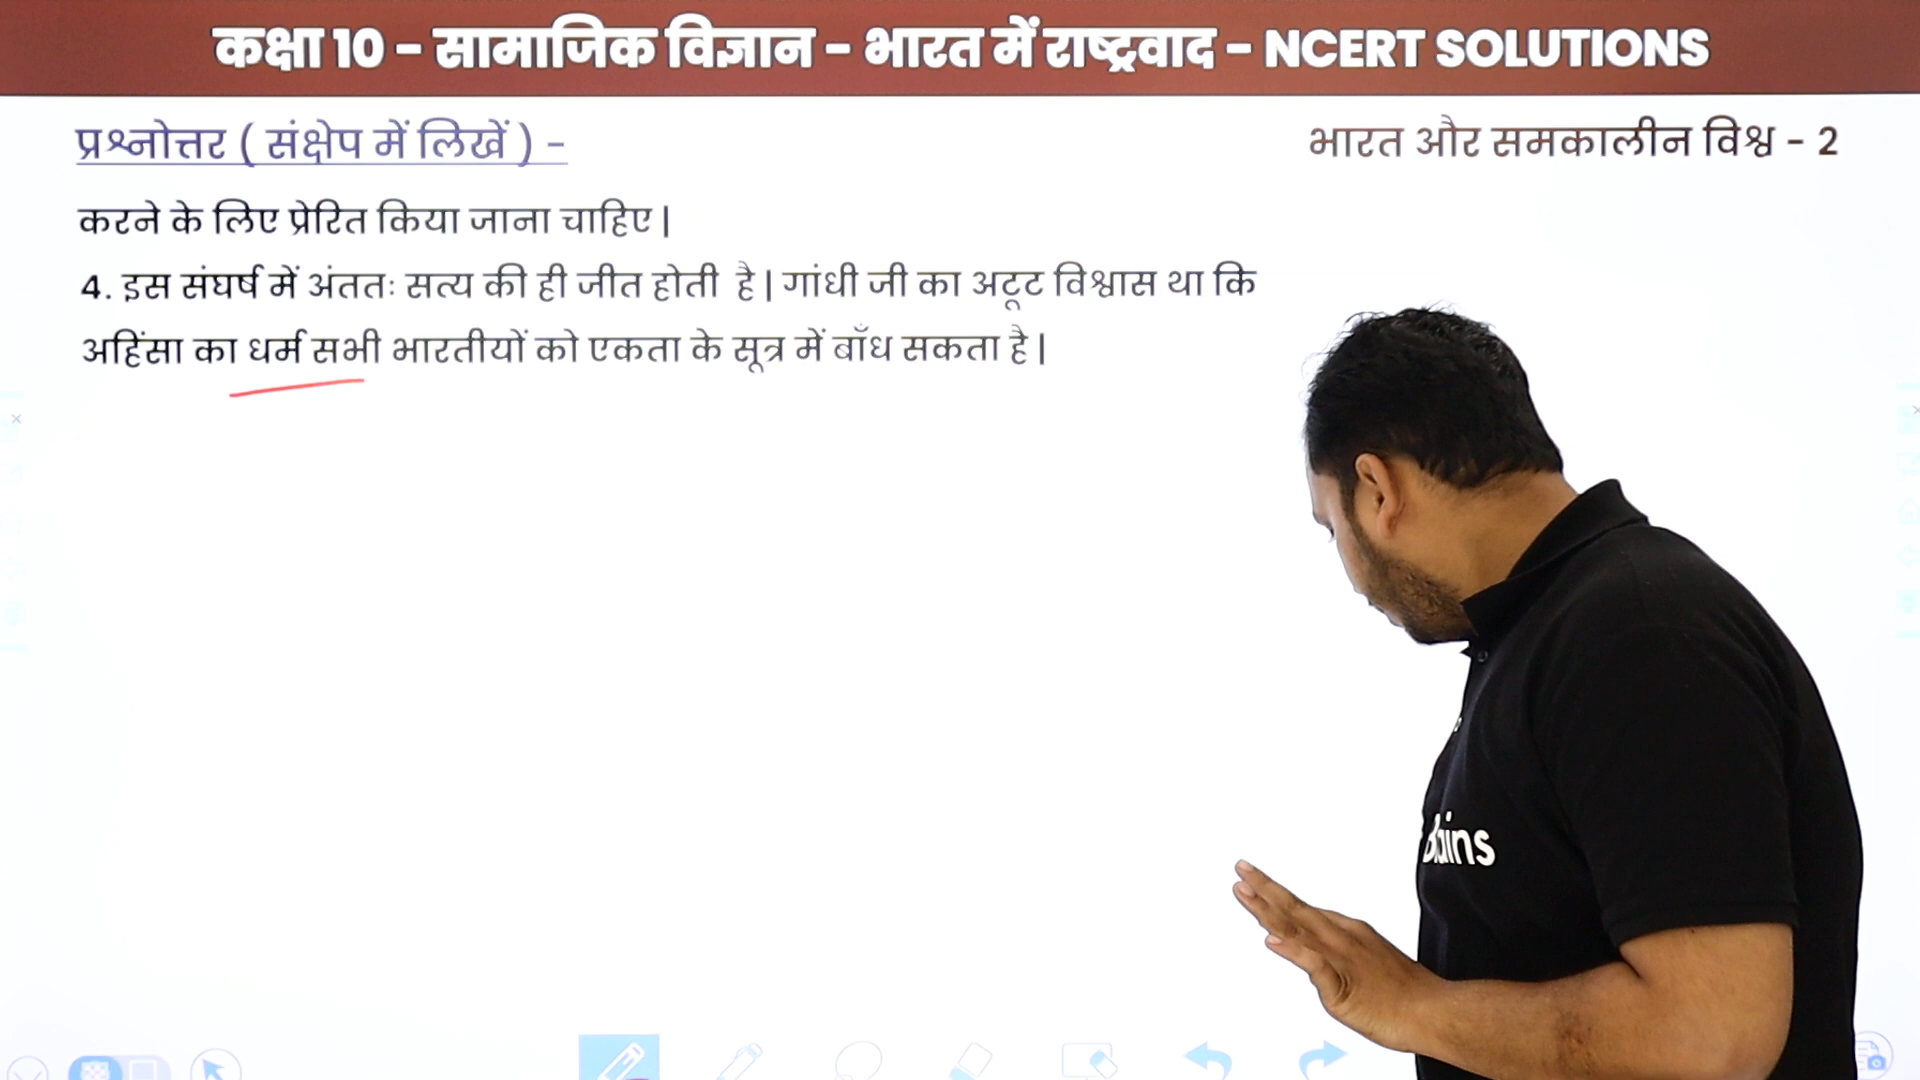 कक्षा 10 - सामाजिक विज्ञान - भारत में राष्ट्रवाद - NCERT SOLUTIONS
प्रश्नोत्तर ( संक्षेप में लिखें ) -
भारत और समकालीन विश्व - 2
करने के लिए प्रेरित किया जाना चाहिए |
4. इस संघर्ष में अंततः सत्य की ही जीत होती है | गांधी जी का अटूट विश्वास था कि
अहिंसा का धर्म सभी भारतीयों को एकता के सूत्र में बाँध सकता है |